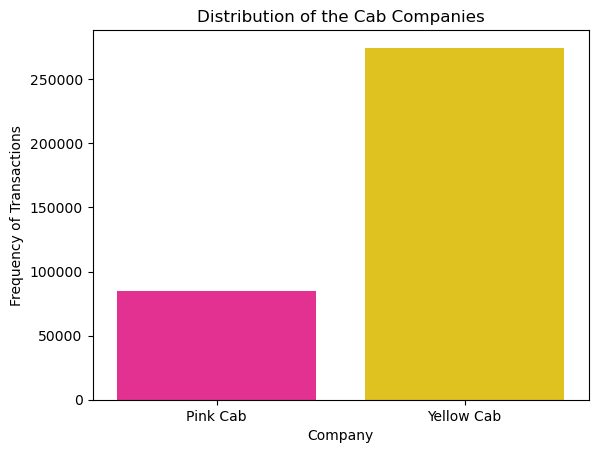 Distribution of the Cab Companies
250000
200000
150000
100000
50000
0
Frequency of Transactions
Pink Cab
Yellow Cab
Company